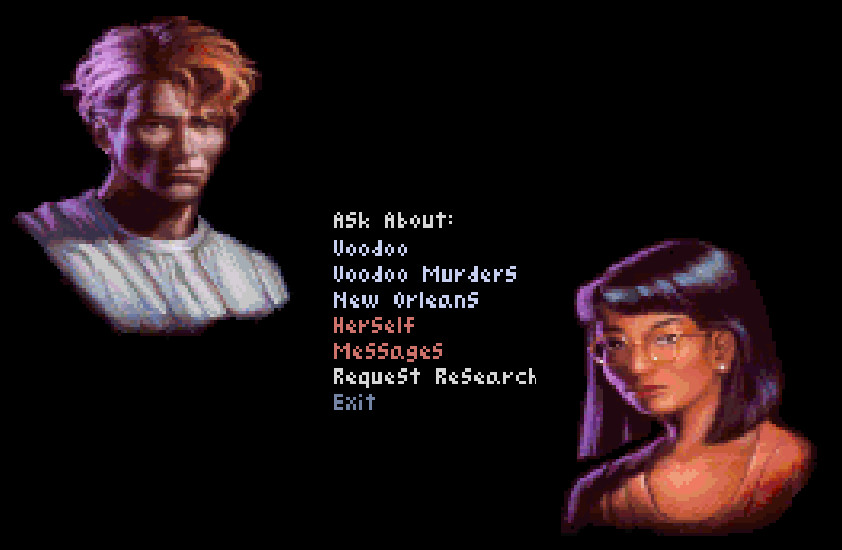 Ask About:
Voodoo
Voodoo Murders
New Orleans
Herself
Messages
Request Research
Exit